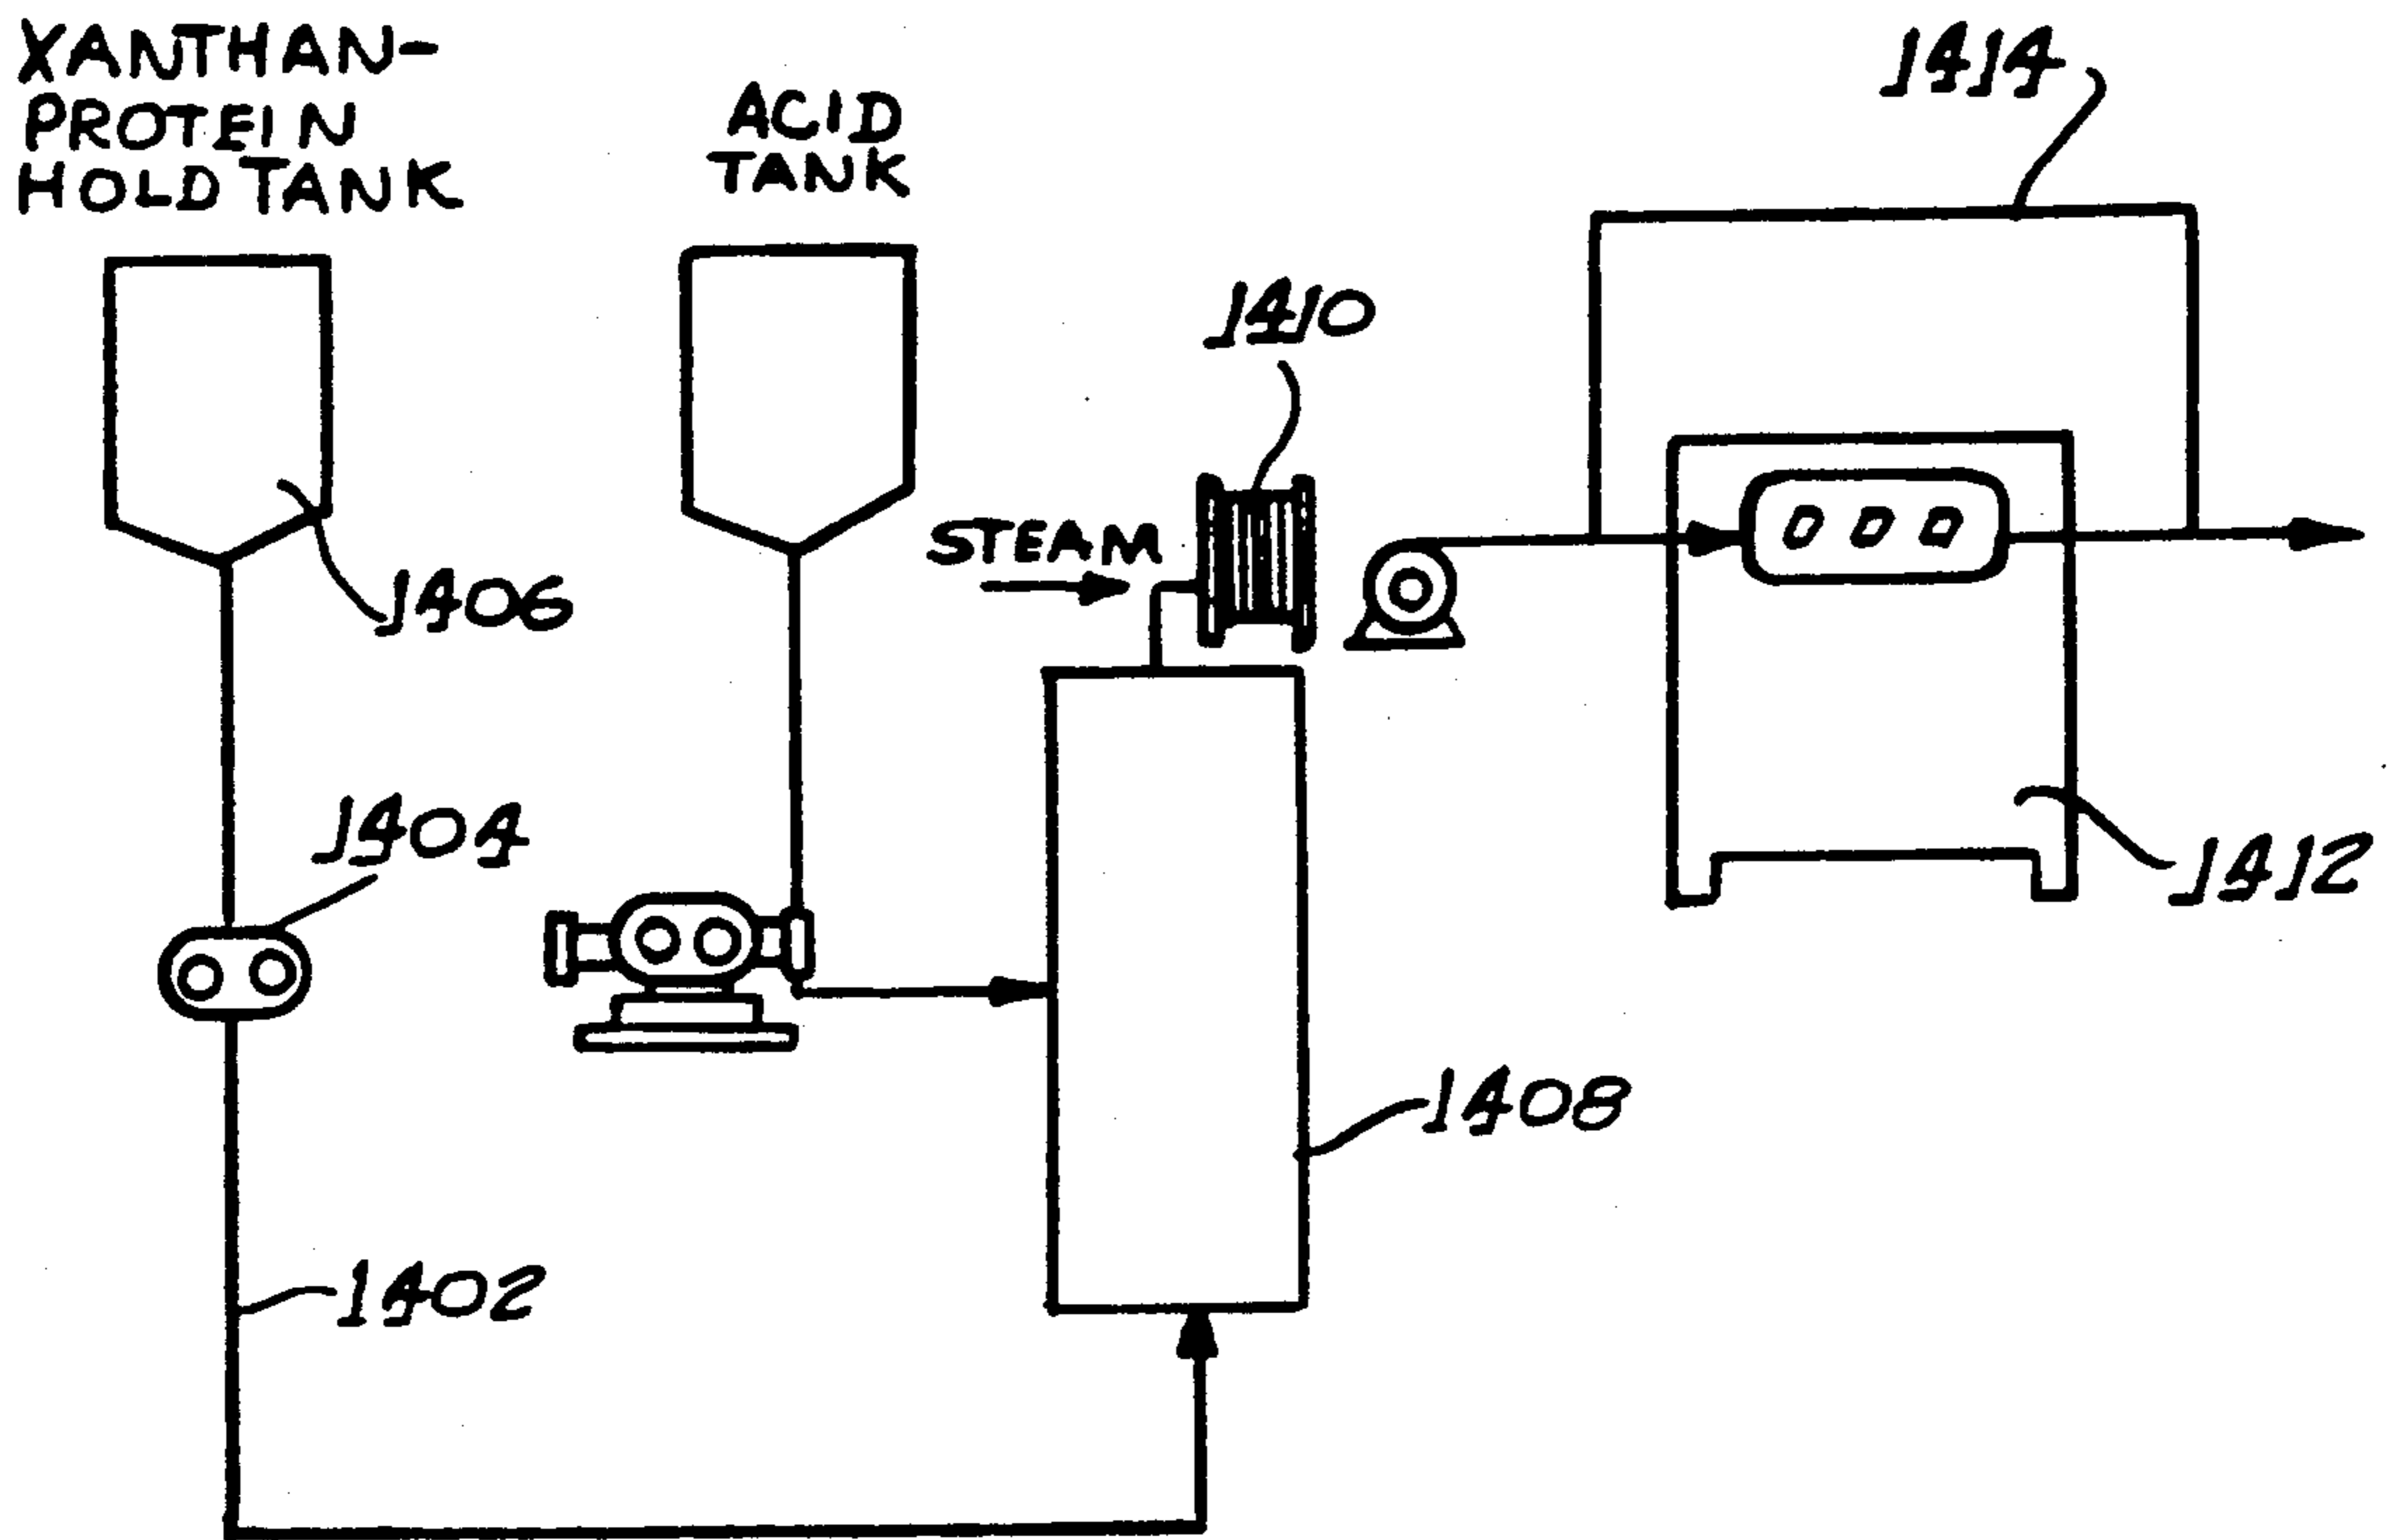 XANTHAN-
PROTEIN
HOLD TANK
ACID
TANK
1414
1410
STEAM
1406
1404
1412
1408
1402